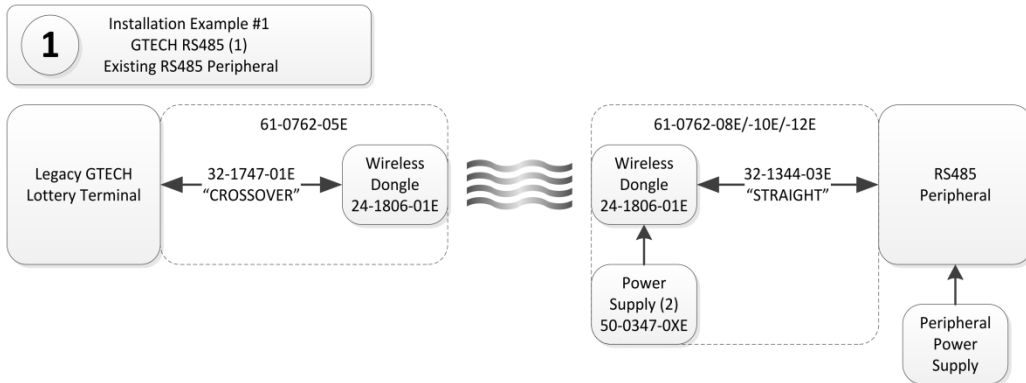 1
Installation Example #1
GTECH RS485 (1)
Existing RS485 Peripheral
61-0762-05E
Legacy GTECH
Lottery Terminal
32-1747-01E
“CROSSOVER”
Wireless
Dongle
24-1806-01E
61-0762-08E/-10E/-12E
Wireless
Dongle
24-1806-01E
32-1344-03E
“STRAIGHT”
RS485
Peripheral
Power
Supply (2)
50-0347-0XE
Peripheral
Power
Supply